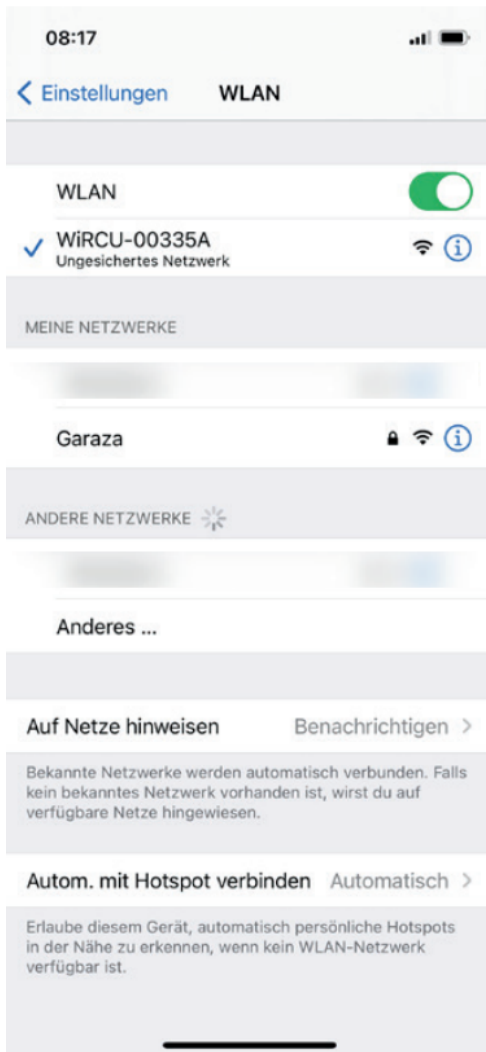 08:17
Einstellungen WLAN
WLAN
WiRCU-00335A
Ungesichertes Netzwerk
MEINE NETZWERKE
Garaza
ANDERE NETZWERKE
Anderes ...
Auf Netze hinweisen Benachrichtigen
Bekannte Netzwerke werden automatisch verbunden. Falls
kein bekanntes Netzwerk vorhanden ist, wirst du auf
verfügbare Netze hingewiesen.
Autom. mit Hotspot verbinden Automatisch
Erlaube diesem Gerät, automatisch persönliche Hotspots
in der Nähe zu erkennen, wenn kein WLAN-Netzwerk
verfügbar ist.